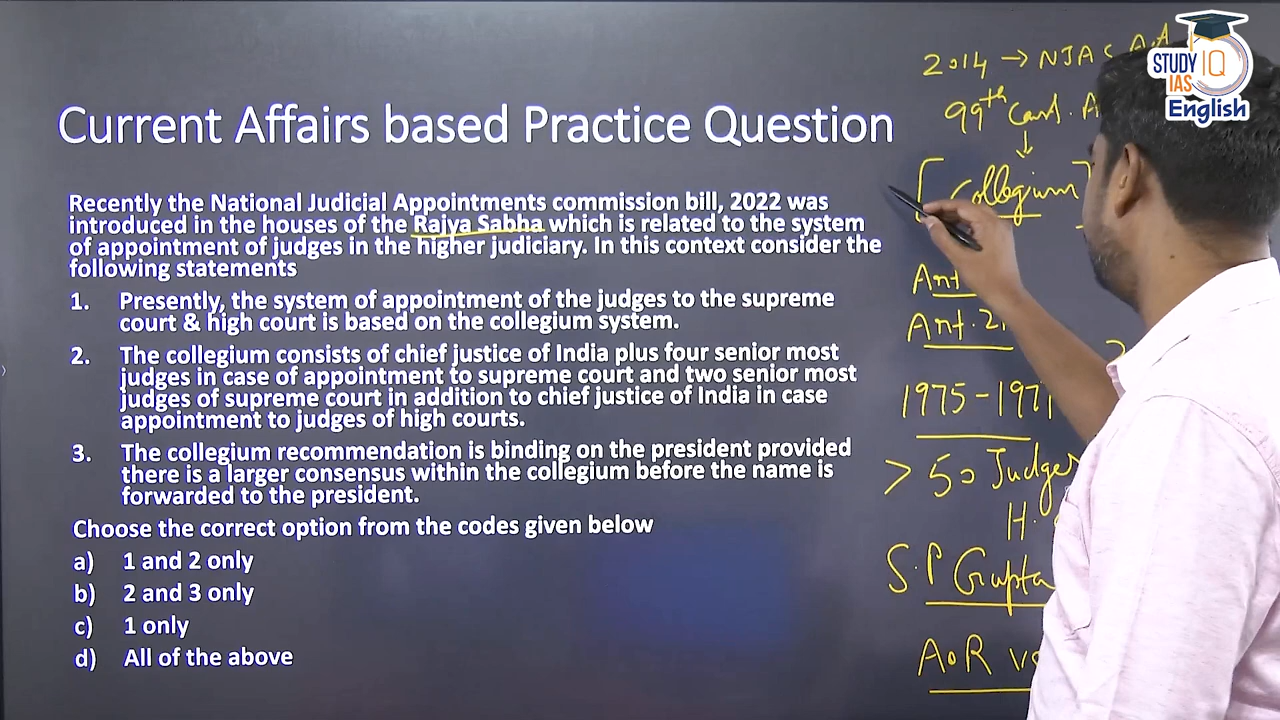 Current Affairs based Practice Question
Recently the National Judicial Appointments commission bill, 2022 was
introduced in the houses of the Rajya Sabha which is related to the system
of appointment of judges in the higher judiciary. In this context consider the
following statements
1. Presently, the system of appointment of the judges to the supreme
court & high court is based on the collegium system.
2. The collegium consists of chief justice of India plus four senior most
judges in case of appointment to supreme court and two senior most
judges of supreme court in addition to chief justice of India in case
appointment to judges of high courts.
3. The collegium recommendation is binding on the president provided
there is a larger consensus within the collegium before the name is
forwarded to the president.
Choose the correct option from the codes given below
a) 1 and 2 only
b) 2 and 3 only
c) 1 only
d) All of the above
2014 → NJAC A
99th Const. A
[Collegium]
Art
Art. 2
1975-197
> 50 Judges
H.
S.P Gupta
AoR
STUDY IQ
IAS
English